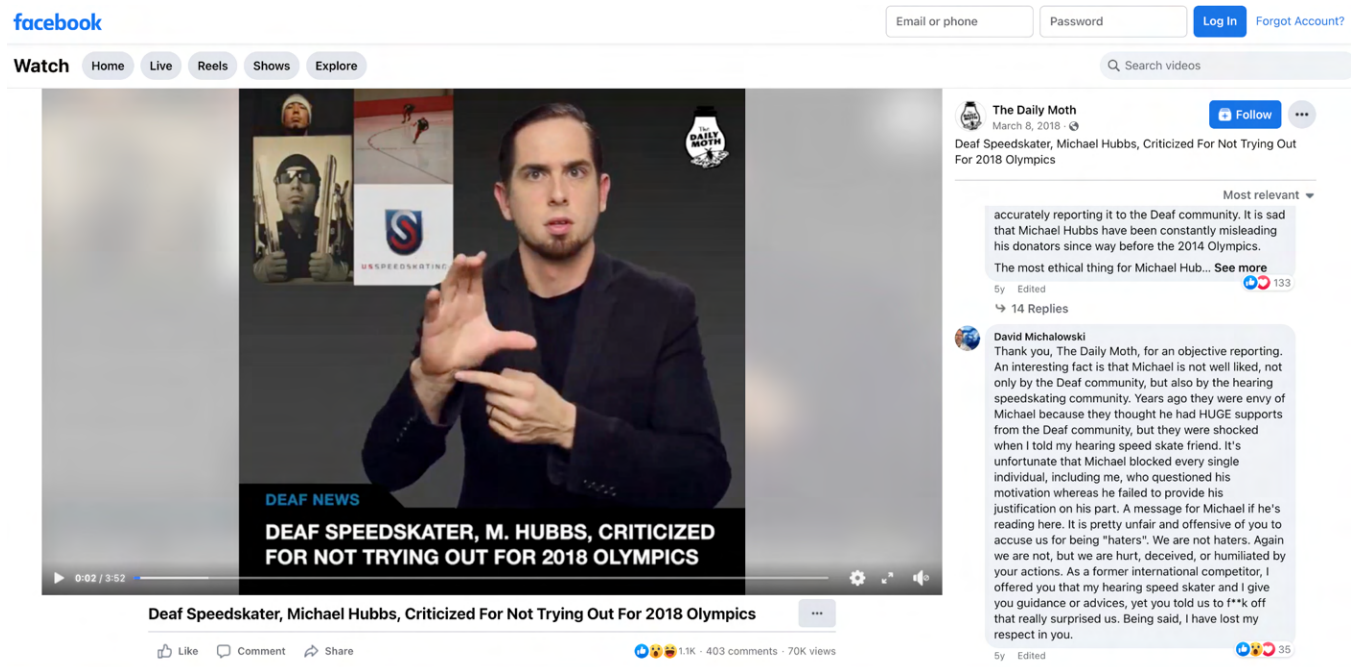 facebook
Email or phone
Password
Log In
Forgot Account?
Watch
Home
Live
Reels
Shows
Explore
Search videos
The
DAILY
MOTH
USSPEEDSKATING
DEAF NEWS
DEAF SPEEDSKATER, M. HUBBS, CRITICIZED
FOR NOT TRYING OUT FOR 2018 OLYMPICS
0:02 / 3:52
Deaf Speedskater, Michael Hubbs, Criticized For Not Trying Out For 2018 Olympics
Like
Comment
Share
1.1K · 403 comments · 70K views
The Daily Moth
March 8, 2018 ·
Follow
Deaf Speedskater, Michael Hubbs, Criticized For Not Trying Out
For 2018 Olympics
Most relevant
accurately reporting it to the Deaf community. It is sad
that Michael Hubbs have been constantly misleading
his donators since way before the 2014 Olympics.
The most ethical thing for Michael Hub... See more
133
5y Edited
14 Replies
David Michalowski
Thank you, The Daily Moth, for an objective reporting.
An interesting fact is that Michael is not well liked, not
only by the Deaf community, but also by the hearing
speedskating community. Years ago they were envy of
Michael because they thought he had HUGE supports
from the Deaf community, but they were shocked
when I told my hearing speed skate friend. It's
unfortunate that Michael blocked every single
individual, including me, who questioned his
motivation whereas he failed to provide his
justification on his part. A message for Michael if he's
reading here. It is pretty unfair and offensive of you to
accuse us for being "haters". We are not haters. Again
we are not, but we are hurt, deceived, or humiliated by
your actions. As a former international competitor, I
offered you that my hearing speed skater and I give
you guidance or advices, yet you told us to f**k off
that really surprised us. Being said, I have lost my
respect in you.
35
5y Edited